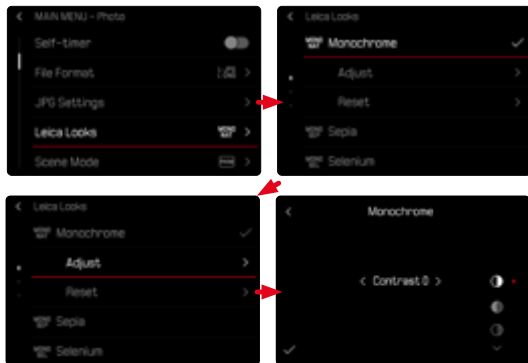 MAIN MENU - Photo
Self-timer
File Format
JPG Settings
Leica Looks
Scene Mode
Leica Looks
Monochrome
Adjust
Reset
Sepia
Selenium
Leica Looks
Monochrome
Adjust
Reset
Sepia
Selenium
Monochrome
Contrast 0